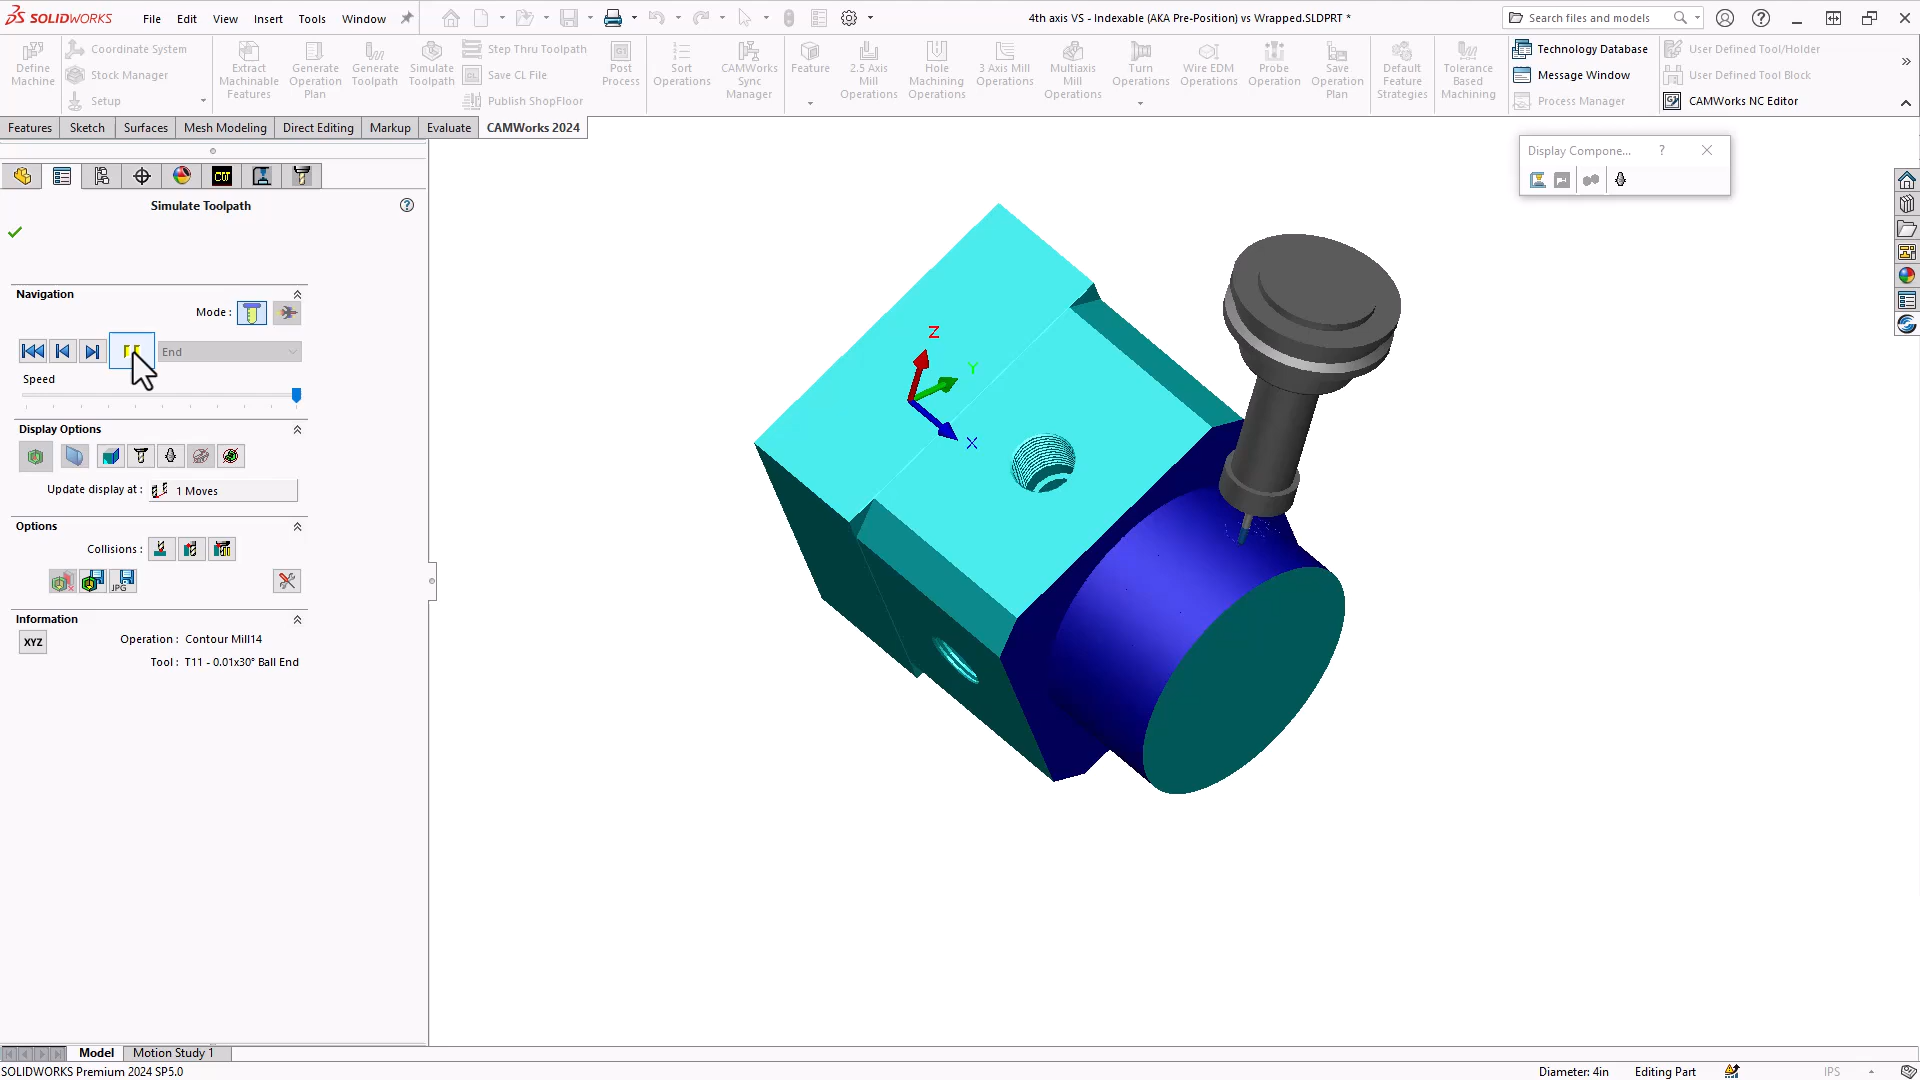 SOLIDWORKS File Edit View Insert Tools Window
4th axis VS - Indexable (AKA Pre-Position) vs Wrapped.SLDPRT *
Search files and models
Define Machine
Coordinate System
Stock Manager
Setup
Extract Machinable Features
Generate Operation Plan
Generate Toolpath
Simulate Toolpath
Step Thru Toolpath
Save CL File
Publish ShopFloor
Post Process
Sort Operations
CAMWorks Sync Manager
Feature
2.5 Axis Mill Operations
Hole Machining Operations
3 Axis Mill Operations
Multiaxis Mill Operations
Turn Operations
Wire EDM Operations
Probe Operation
Save Operation Plan
Default Feature Strategies
Tolerance Based Machining
Technology Database
Message Window
Process Manager
User Defined Tool/Holder
User Defined Tool Block
CAMWorks NC Editor
Features Sketch Surfaces Mesh Modeling Direct Editing Markup Evaluate CAMWorks 2024
Display Compone... ?
Simulate Toolpath
Navigation
Mode :
End
Speed
Display Options
Update display at : 1 Moves
Options
Collisions :
JPG
Information
XYZ
Operation : Contour Mill14
Tool : T11 - 0.01x30° Ball End
Z
Y
X
Model Motion Study 1
SOLIDWORKS Premium 2024 SP5.0
Diameter: 4in Editing Part IPS